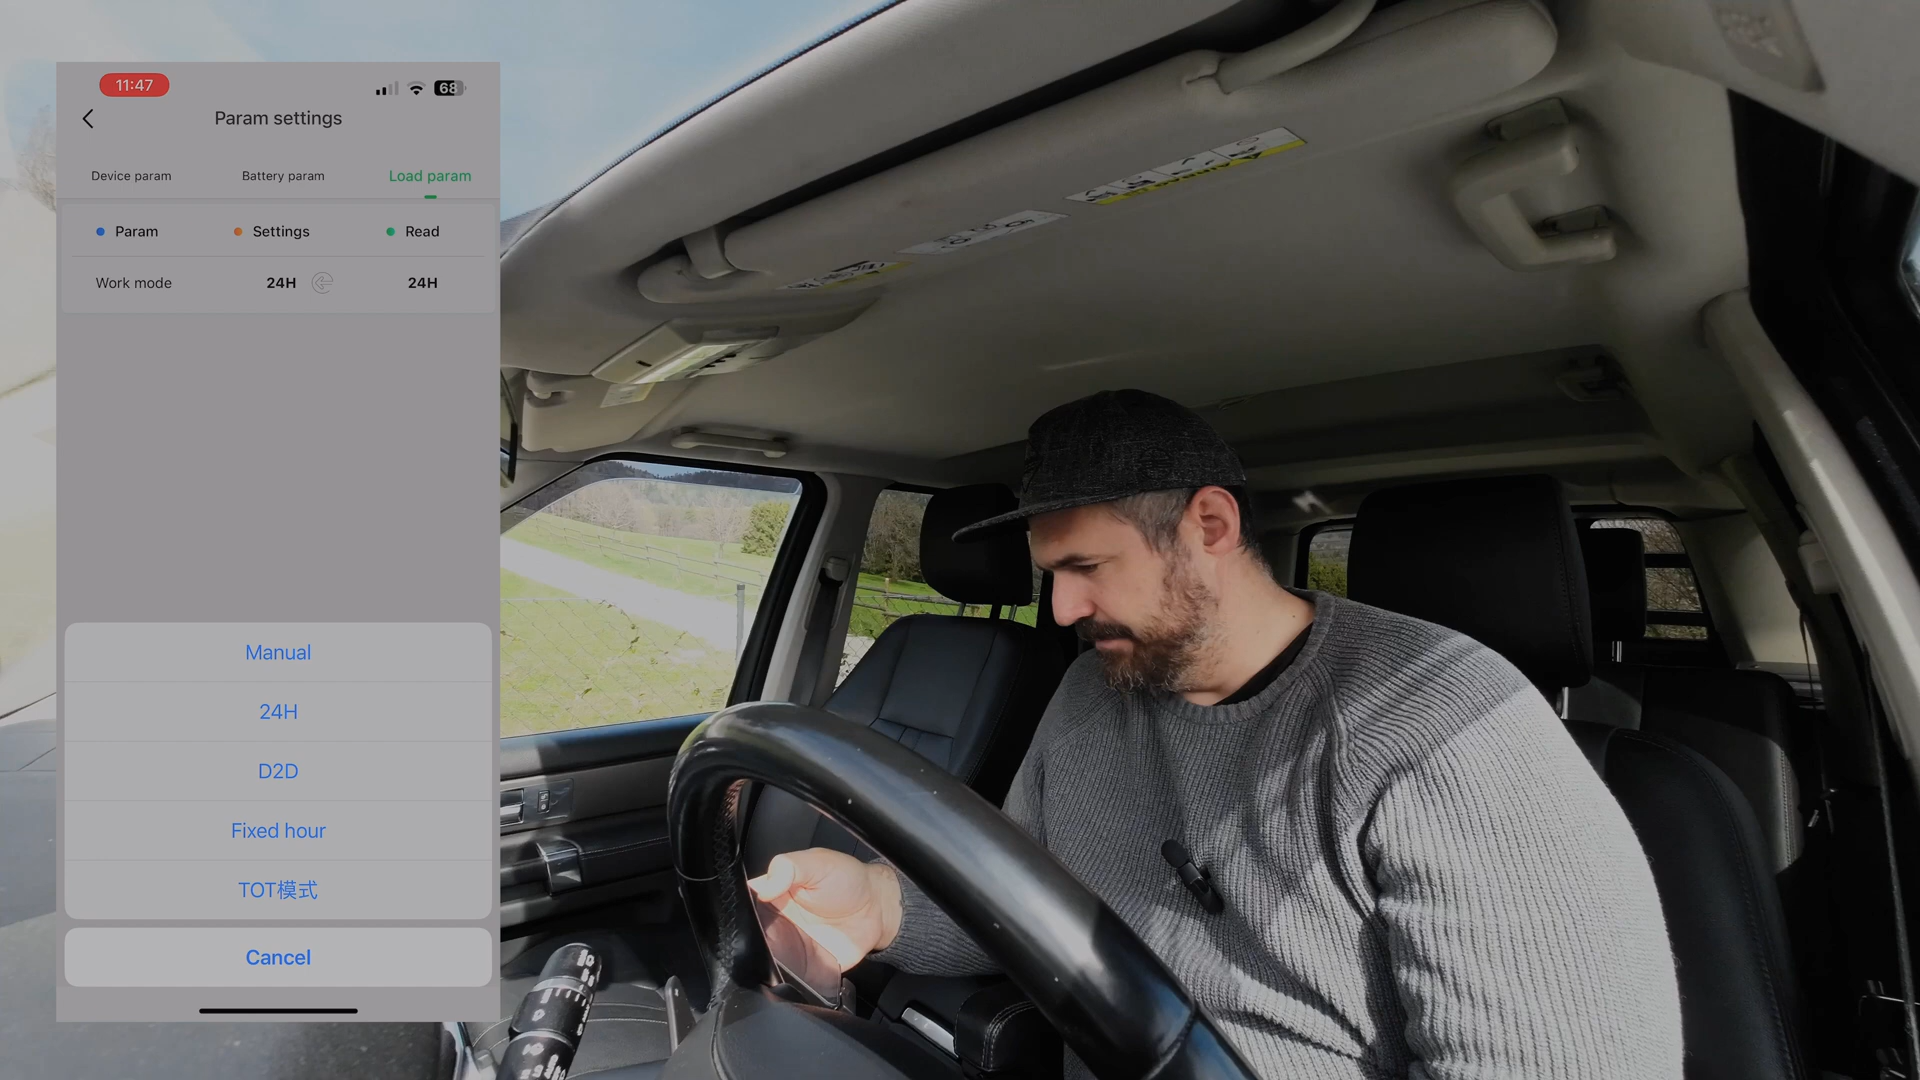 11:47
68
Param settings
Device param
Battery param
Load param
Param
Settings
Read
Work mode
24H
24H
Manual
24H
D2D
Fixed hour
TOT模式
Cancel